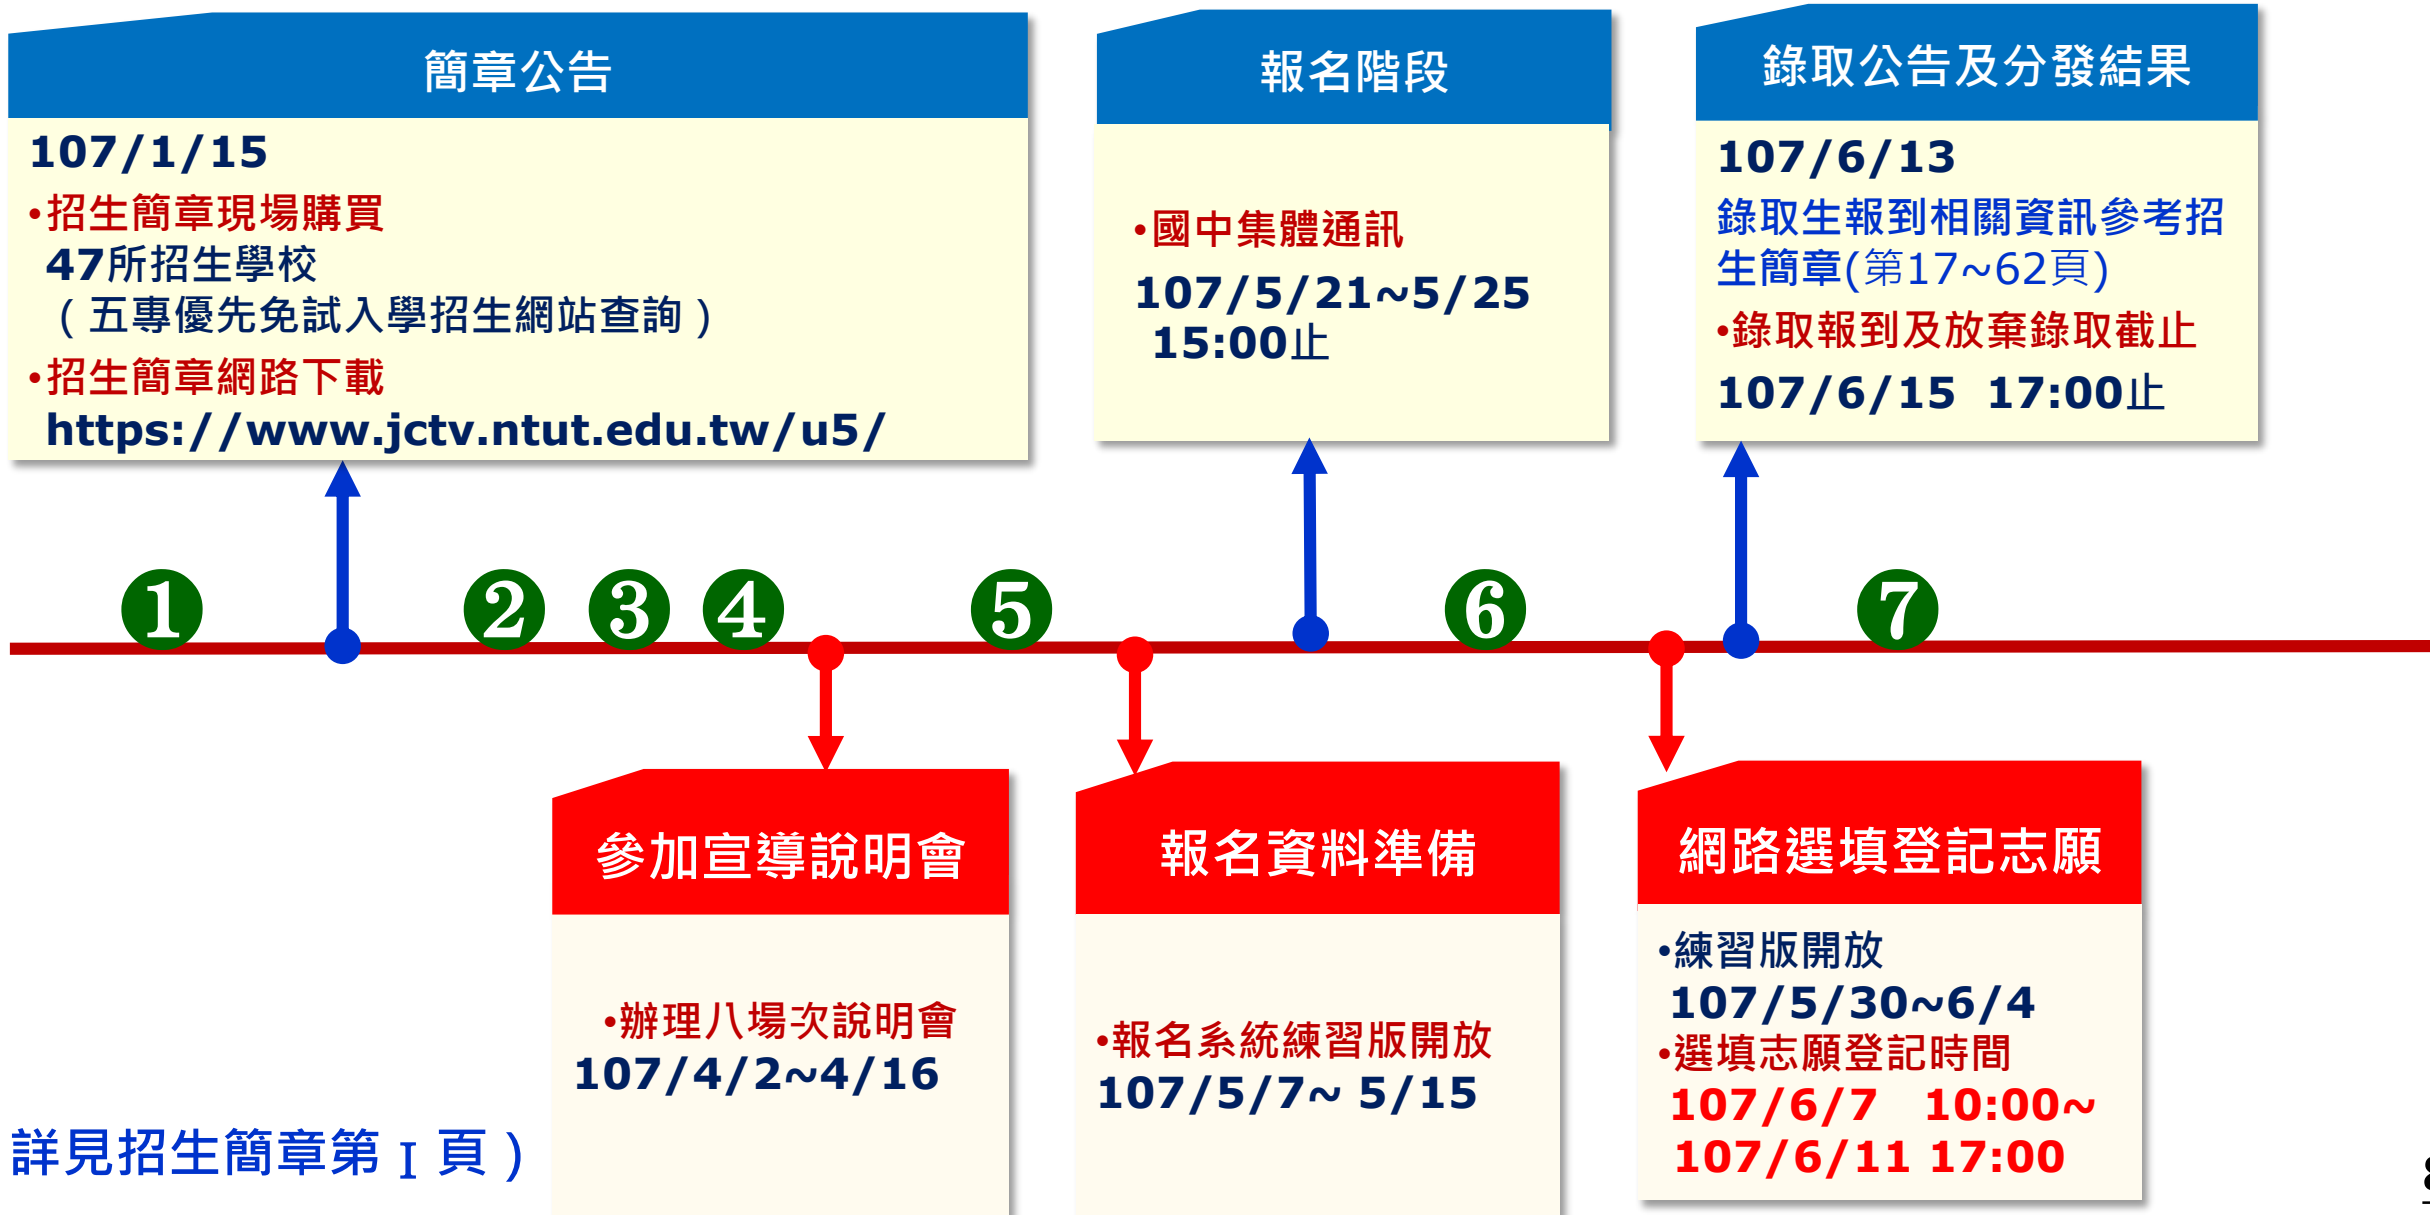 簡章公告
107/1/15
•招生簡章現場購買
47所招生學校
（五專優先免試入學招生網站查詢）
•招生簡章網路下載
https://www.jctv.ntut.edu.tw/u5/
報名階段
•國中集體通訊
107/5/21~5/25
15:00止
錄取公告及分發結果
107/6/13
錄取生報到相關資訊參考招
生簡章(第17~62頁)
•錄取報到及放棄錄取截止
107/6/15 17:00止
❶ ❷ ❸ ❹ ❺ ❻ ❼
參加宣導說明會
•辦理八場次說明會
107/4/2~4/16
報名資料準備
•報名系統練習版開放
107/5/7~ 5/15
網路選填登記志願
•練習版開放
107/5/30~6/4
•選填志願登記時間
107/6/7 10:00~
107/6/11 17:00
詳見招生簡章第 I 頁）